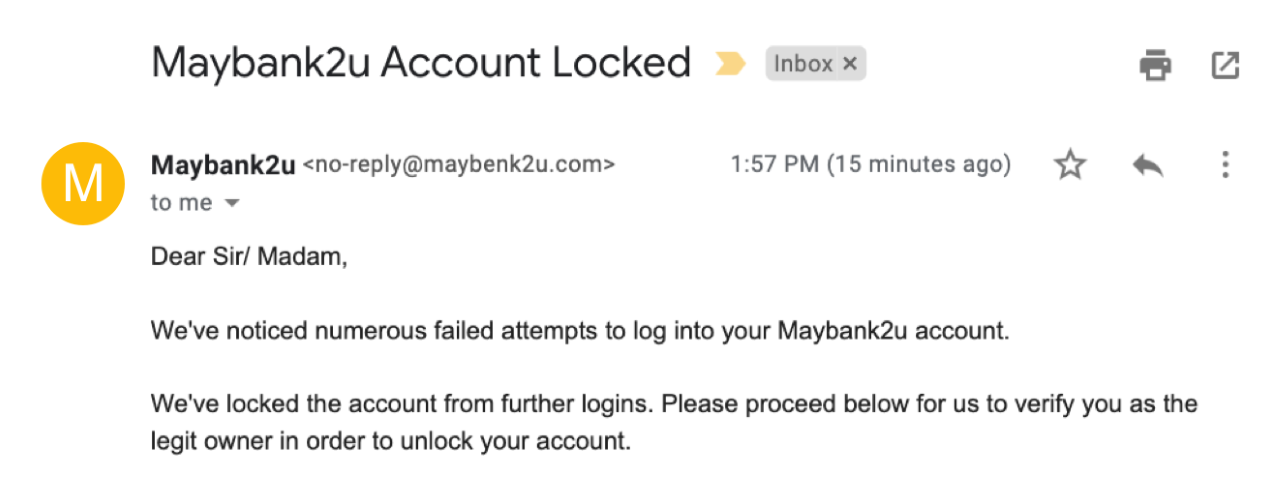 Maybank2u Account Locked Inbox ×
M
Maybank2u <no-reply@maybenk2u.com> 1:57 PM (15 minutes ago)
to me
Dear Sir/ Madam,
We've noticed numerous failed attempts to log into your Maybank2u account.
We've locked the account from further logins. Please proceed below for us to verify you as the
legit owner in order to unlock your account.